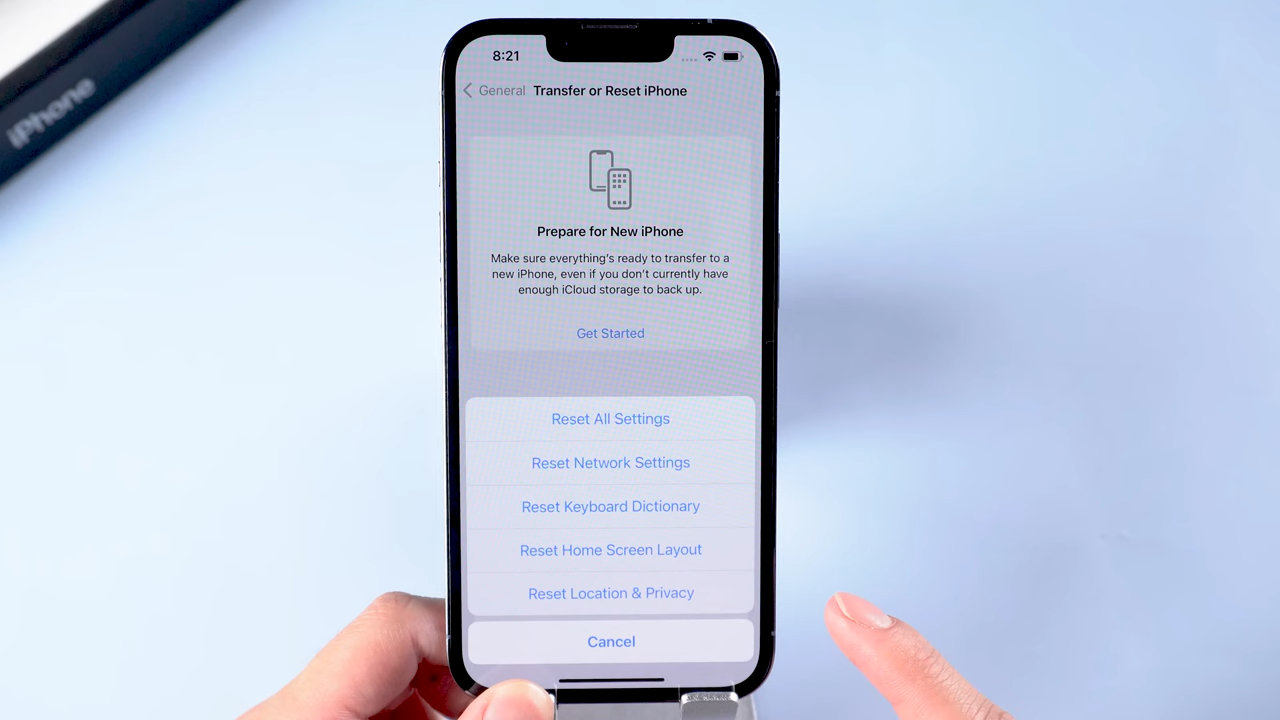 iPhone
8:21
General Transfer or Reset iPhone
Prepare for New iPhone
Make sure everything's ready to transfer to a
new iPhone, even if you don't currently have
enough iCloud storage to back up.
Get Started
Reset All Settings
Reset Network Settings
Reset Keyboard Dictionary
Reset Home Screen Layout
Reset Location & Privacy
Cancel